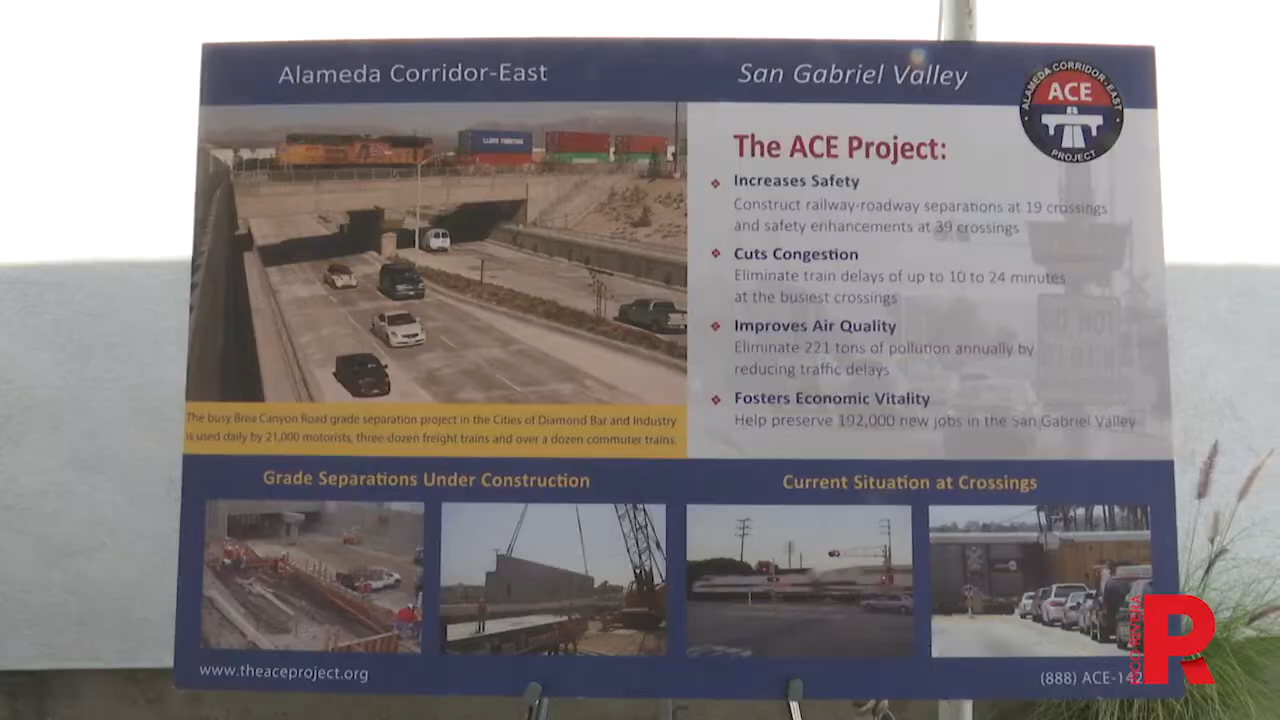 Alameda Corridor-East
San Gabriel Valley
ALAMEDA CORRIDOR-EAST
ACE
PROJECT
The ACE Project:
Increases Safety
Construct railway-roadway separations at 19 crossings
and safety enhancements at 39 crossings
Cuts Congestion
Eliminate train delays of up to 10 to 24 minutes
at the busiest crossings
Improves Air Quality
Eliminate 221 tons of pollution annually by
reducing traffic delays
Fosters Economic Vitality
Help preserve 192,000 new jobs in the San Gabriel Valley
The busy Brea Canyon Road grade separation project in the Cities of Diamond Bar and Industry
is used daily by 21,000 motorists, three-dozen freight trains and over a dozen commuter trains.
Grade Separations Under Construction
Current Situation at Crossings
www.theaceproject.org
(888) ACE-142
R